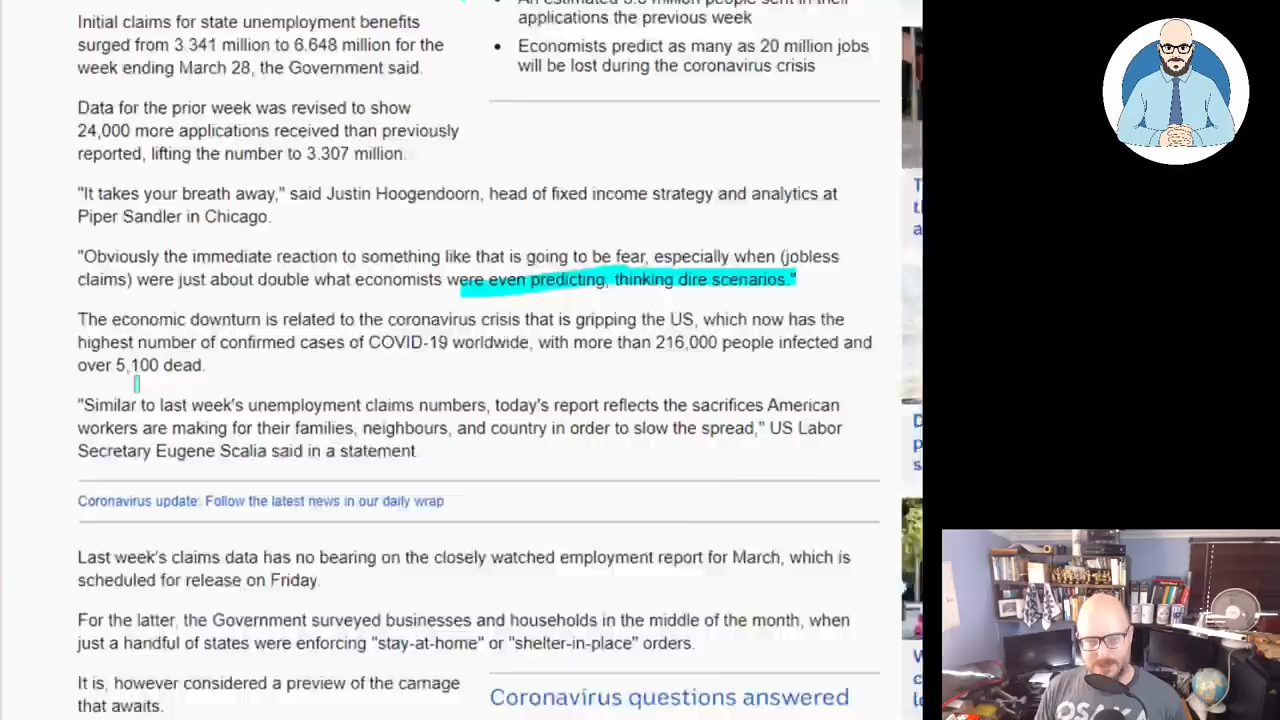 An estimated 3.3 million people sent in their
applications the previous week
Initial claims for state unemployment benefits
surged from 3.341 million to 6.648 million for the
week ending March 28, the Government said.
• Economists predict as many as 20 million jobs
will be lost during the coronavirus crisis
Data for the prior week was revised to show
24,000 more applications received than previously
reported, lifting the number to 3.307 million.
"It takes your breath away," said Justin Hoogendoorn, head of fixed income strategy and analytics at
Piper Sandler in Chicago.
"Obviously the immediate reaction to something like that is going to be fear, especially when (jobless
claims) were just about double what economists were even predicting, thinking dire scenarios."
The economic downturn is related to the coronavirus crisis that is gripping the US, which now has the
highest number of confirmed cases of COVID-19 worldwide, with more than 216,000 people infected and
over 5,100 dead.
"Similar to last week's unemployment claims numbers, today's report reflects the sacrifices American
workers are making for their families, neighbours, and country in order to slow the spread," US Labor
Secretary Eugene Scalia said in a statement.
Coronavirus update: Follow the latest news in our daily wrap
Last week's claims data has no bearing on the closely watched employment report for March, which is
scheduled for release on Friday.
For the latter, the Government surveyed businesses and households in the middle of the month, when
just a handful of states were enforcing "stay-at-home" or "shelter-in-place" orders.
It is, however considered a preview of the carnage
that awaits.
Coronavirus questions answered
OSAKA